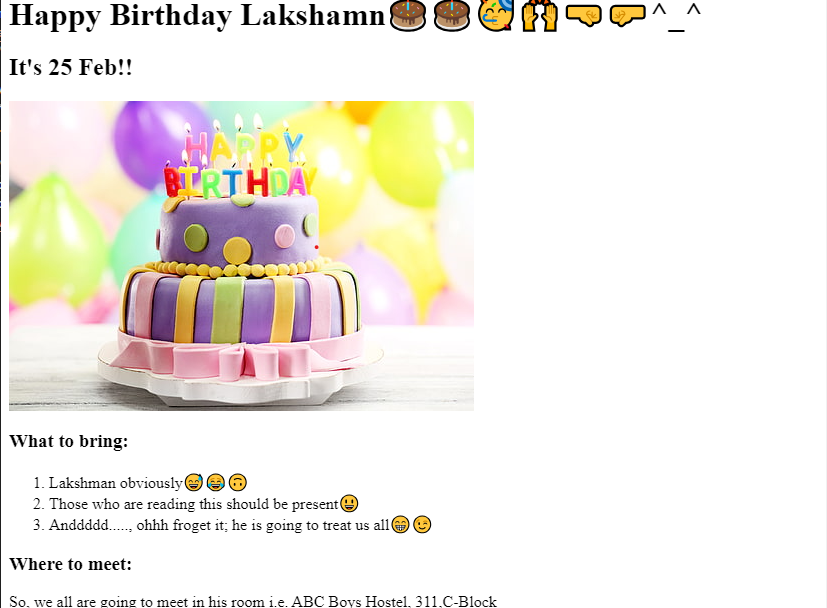 Happy Birthday Lakshamn🎂🎂🥳🙌🤜🤛^_^
It's 25 Feb!!
HAPPY
BIRTHDAY
What to bring:
1. Lakshman obviously😅😂🙃
2. Those who are reading this should be present😃
3. Anddddd....., ohhh froget it; he is going to treat us all😁😉
Where to meet:
So, we all are going to meet in his room i.e. ABC Boys Hostel, 311,C-Block